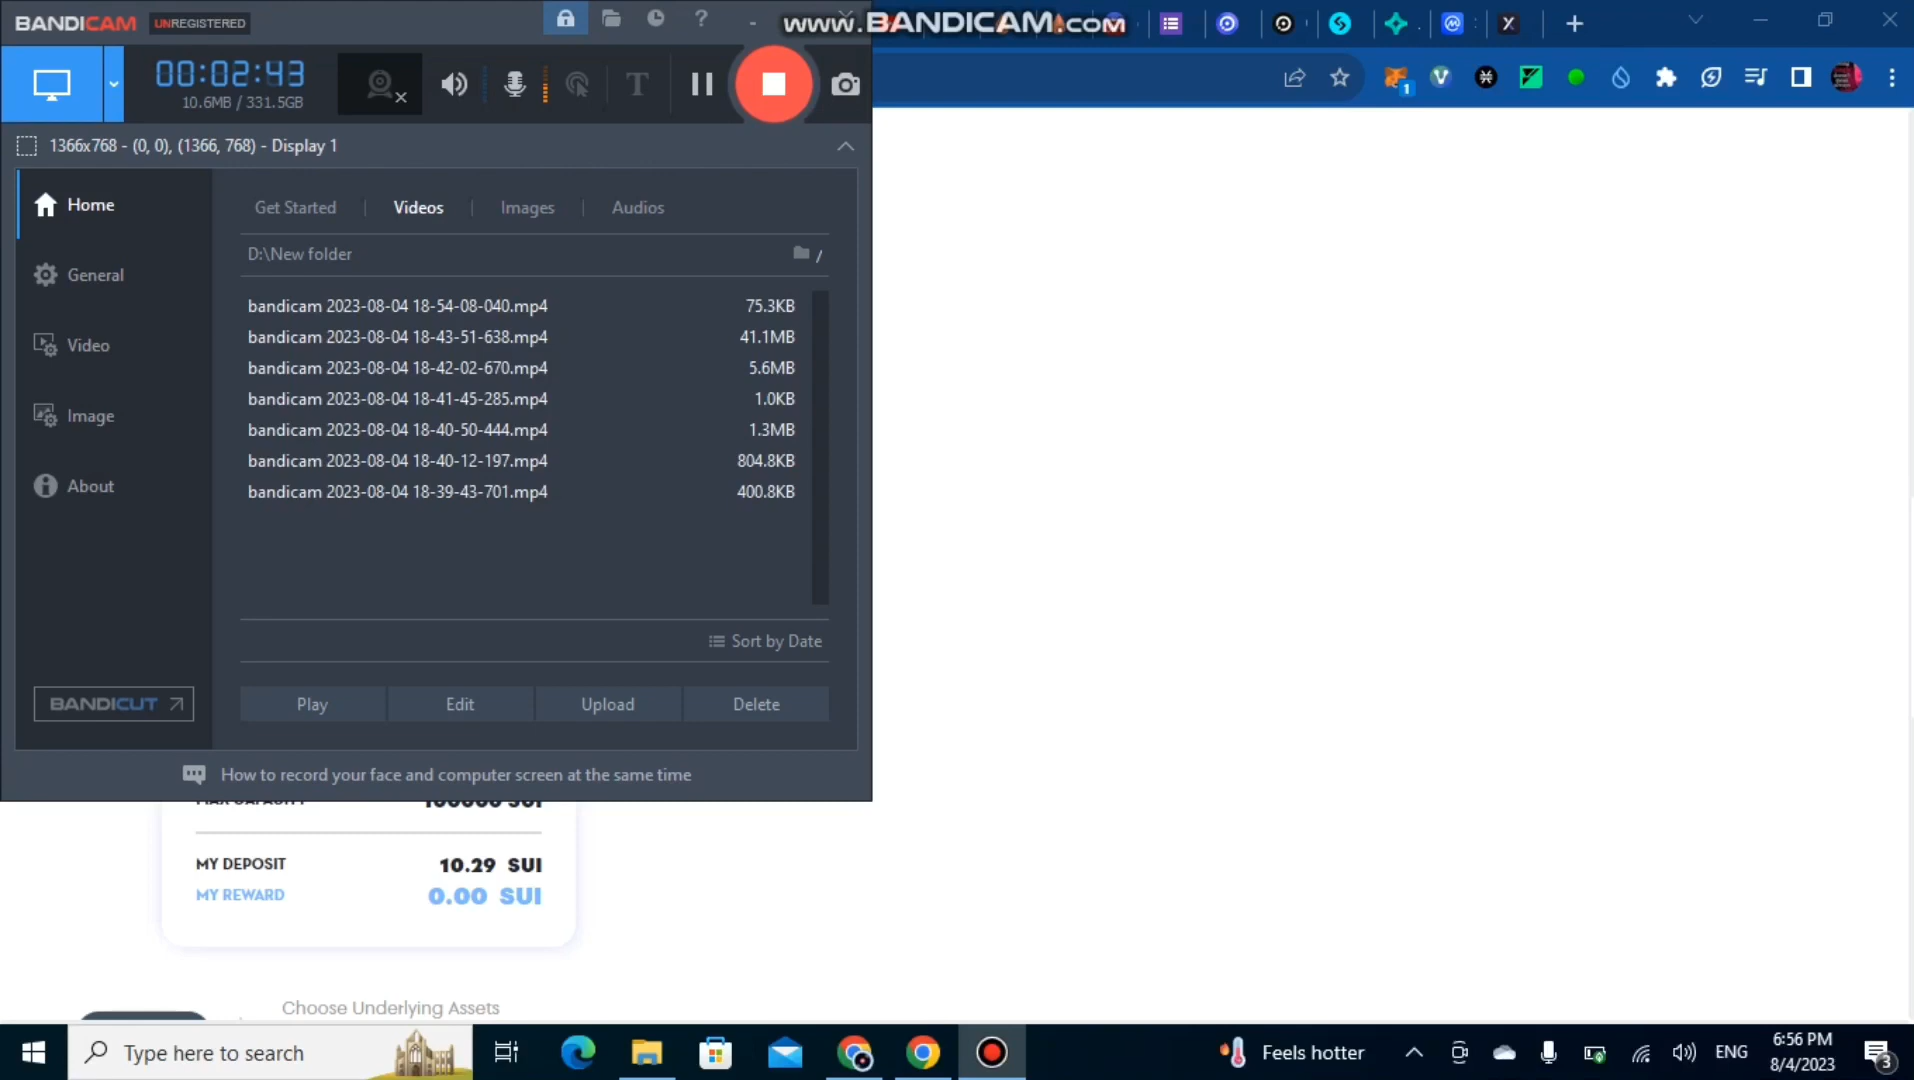 BANDICAM UNREGISTERED
www.BANDICAM.com
00:02:43
10.6MB / 331.5GB
1366x768 - (0, 0), (1366, 768) - Display 1
Home
General
Video
Image
About
Get Started
Videos
Images
Audios
D:\New folder
bandicam 2023-08-04 18-54-08-040.mp4 75.3KB
bandicam 2023-08-04 18-43-51-638.mp4 41.1MB
bandicam 2023-08-04 18-42-02-670.mp4 5.6MB
bandicam 2023-08-04 18-41-45-285.mp4 1.0KB
bandicam 2023-08-04 18-40-50-444.mp4 1.3MB
bandicam 2023-08-04 18-40-12-197.mp4 804.8KB
bandicam 2023-08-04 18-39-43-701.mp4 400.8KB
Sort by Date
BANDICUT
Play
Edit
Upload
Delete
How to record your face and computer screen at the same time
MY DEPOSIT 10.29 SUI
MY REWARD 0.00 SUI
Choose Underlying Assets
Type here to search
Feels hotter
ENG
6:56 PM
8/4/2023
3